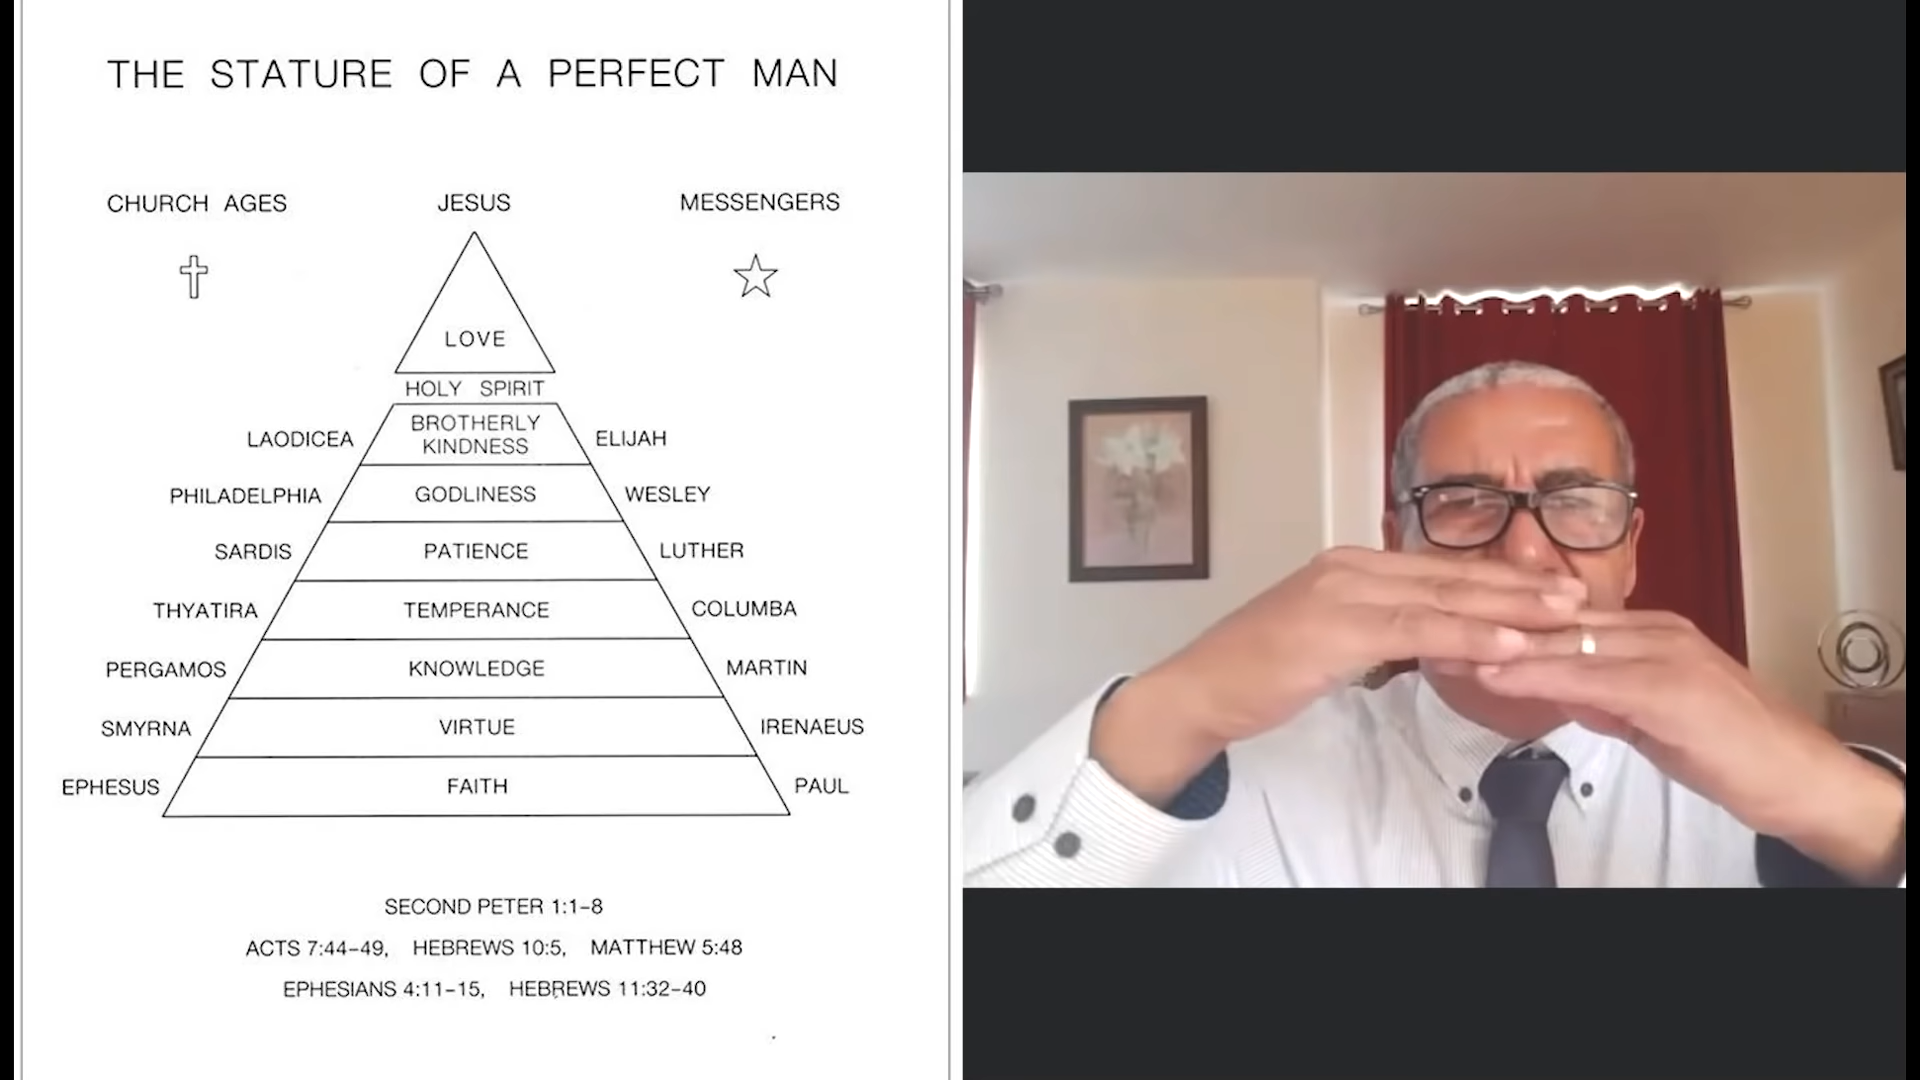 THE STATURE OF A PERFECT MAN
CHURCH AGES JESUS MESSENGERS
LOVE
HOLY SPIRIT
LAODICEA BROTHERLY KINDNESS ELIJAH
PHILADELPHIA GODLINESS WESLEY
SARDIS PATIENCE LUTHER
THYATIRA TEMPERANCE COLUMBA
PERGAMOS KNOWLEDGE MARTIN
SMYRNA VIRTUE IRENAEUS
EPHESUS FAITH PAUL
SECOND PETER 1:1-8
ACTS 7:44-49, HEBREWS 10:5, MATTHEW 5:48
EPHESIANS 4:11-15, HEBREWS 11:32-40